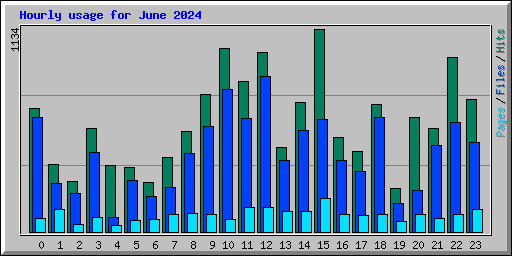 Hourly usage for June 2024
1134
Pages/Files/Hits
0 1 2 3 4 5 6 7 8 9 10 11 12 13 14 15 16 17 18 19 20 21 22 23